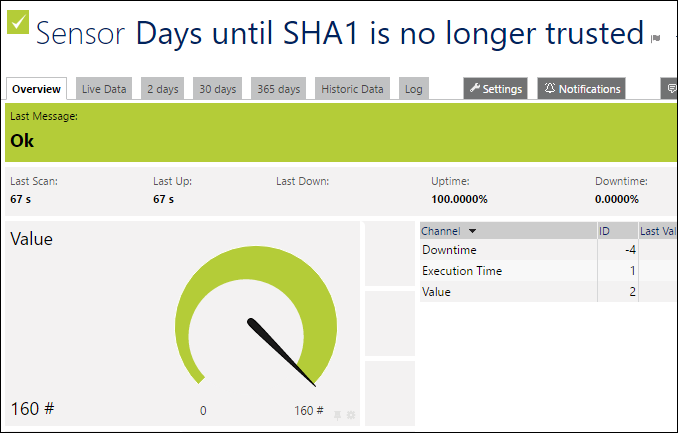 Sensor Days until SHA1 is no longer trusted
Overview Live Data 2 days 30 days 365 days Historic Data Log Settings Notifications
Last Message:
Ok
Last Scan: Last Up: Last Down: Uptime: Downtime:
67 s 67 s 100.0000% 0.0000%
Value
160 #
0 160 #
Channel ID Last Val
Downtime -4
Execution Time 1
Value 2